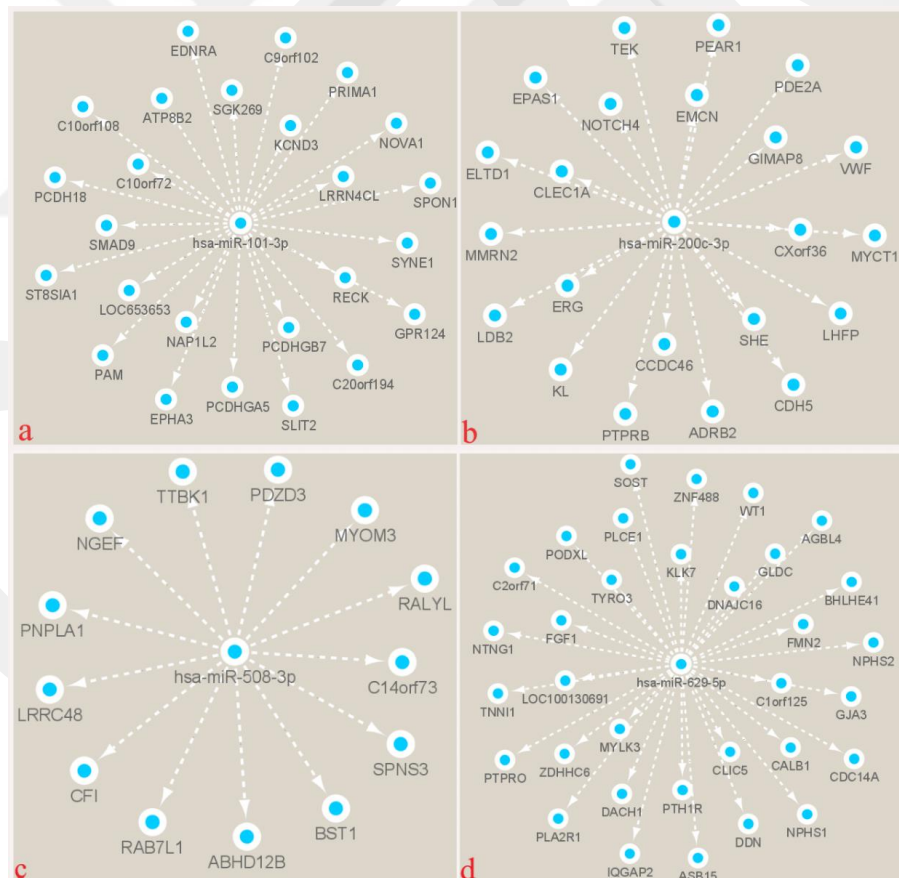 EDNRA
C9orf102
PRIMA1
SGK269
ATP8B2
C10orf108
KCND3
NOVA1
C10orf72
PCDH18
LRRN4CL
SPON1
SMAD9
hsa-miR-101-3p
SYNE1
ST8SIA1
LOC653653
RECK
GPR124
NAP1L2
PCDHGB7
PAM
C20orf194
EPHA3
PCDHGA5
SLIT2
a
TEK
PEAR1
PDE2A
EPAS1
NOTCH4
EMCN
GIMAP8
VWF
ELTD1
CLEC1A
MMRN2
hsa-miR-200c-3p
CXorf36
MYCT1
ERG
LDB2
SHE
LHFP
CCDC46
KL
CDH5
PTPRB
ADRB2
b
TTBK1
PDZD3
NGEF
MYOM3
RALYL
PNPLA1
hsa-miR-508-3p
C14orf73
LRRC48
SPNS3
CFI
BST1
RAB7L1
ABHD12B
c
SOST
ZNF488
WT1
PLCE1
AGBL4
PODXL
KLK7
GLDC
C2orf71
TYRO3
DNAJC16
BHLHE41
NTNG1
FGF1
FMN2
NPHS2
hsa-miR-629-5p
TNNI1
LOC100130691
C1orf125
GJA3
MYLK3
PTPRO
ZDHHC6
CLIC5
CALB1
CDC14A
DACH1
PTH1R
PLA2R1
DDN
NPHS1
IQGAP2
ASB15
d